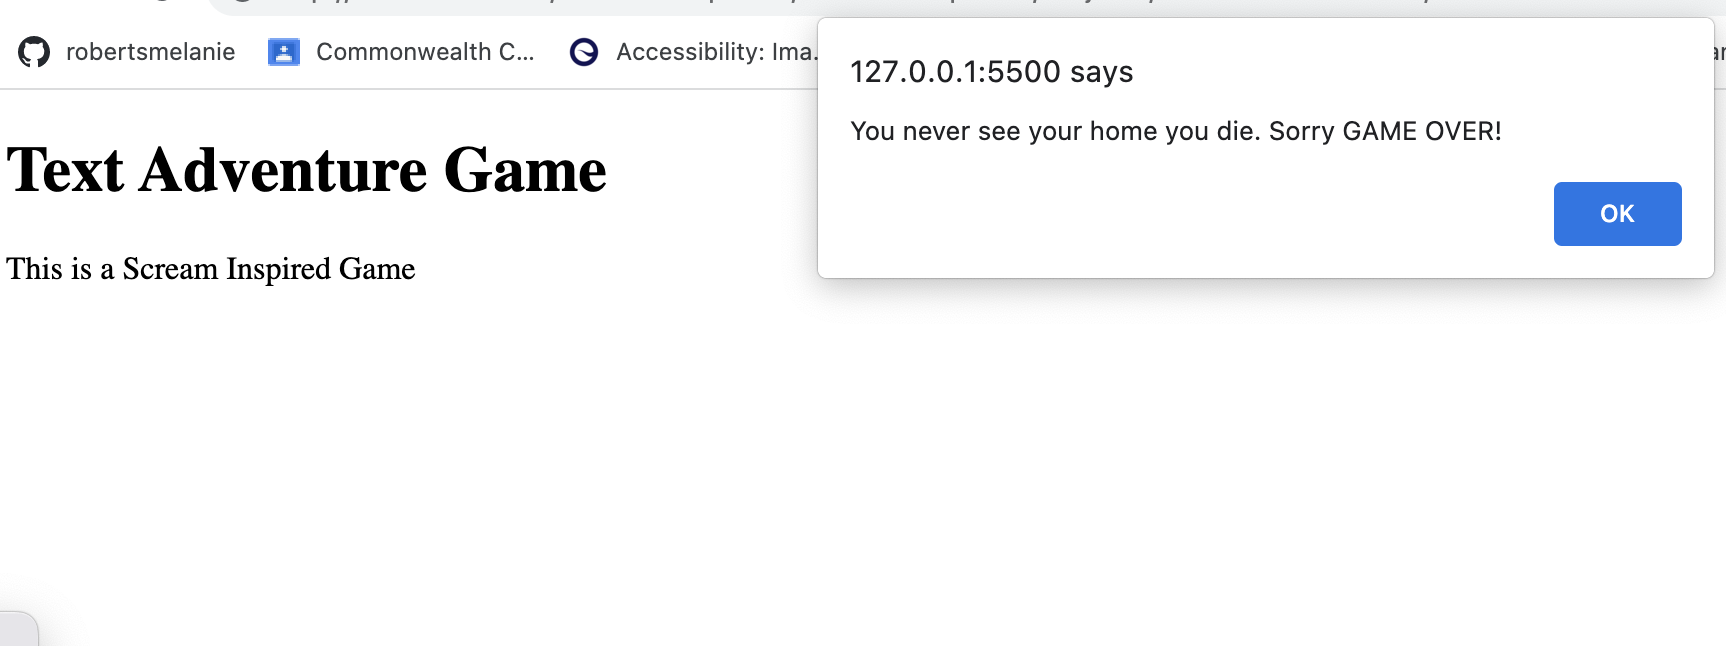 robertsmelanie Commonwealth C... Accessibility: Ima.
127.0.0.1:5500 says
You never see your home you die. Sorry GAME OVER!
OK
Text Adventure Game
This is a Scream Inspired Game